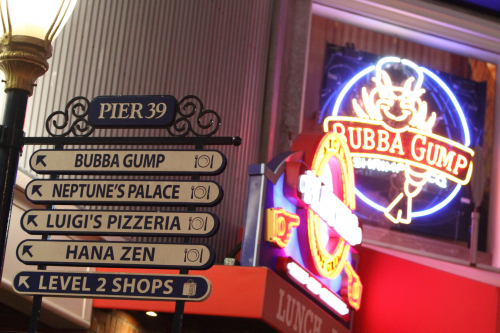 PIER 39
BUBBA GUMP
NEPTUNE'S PALACE
LUIGI'S PIZZERIA
HANA ZEN
LEVEL 2 SHOPS
BUBBA GUMP
LUNCH